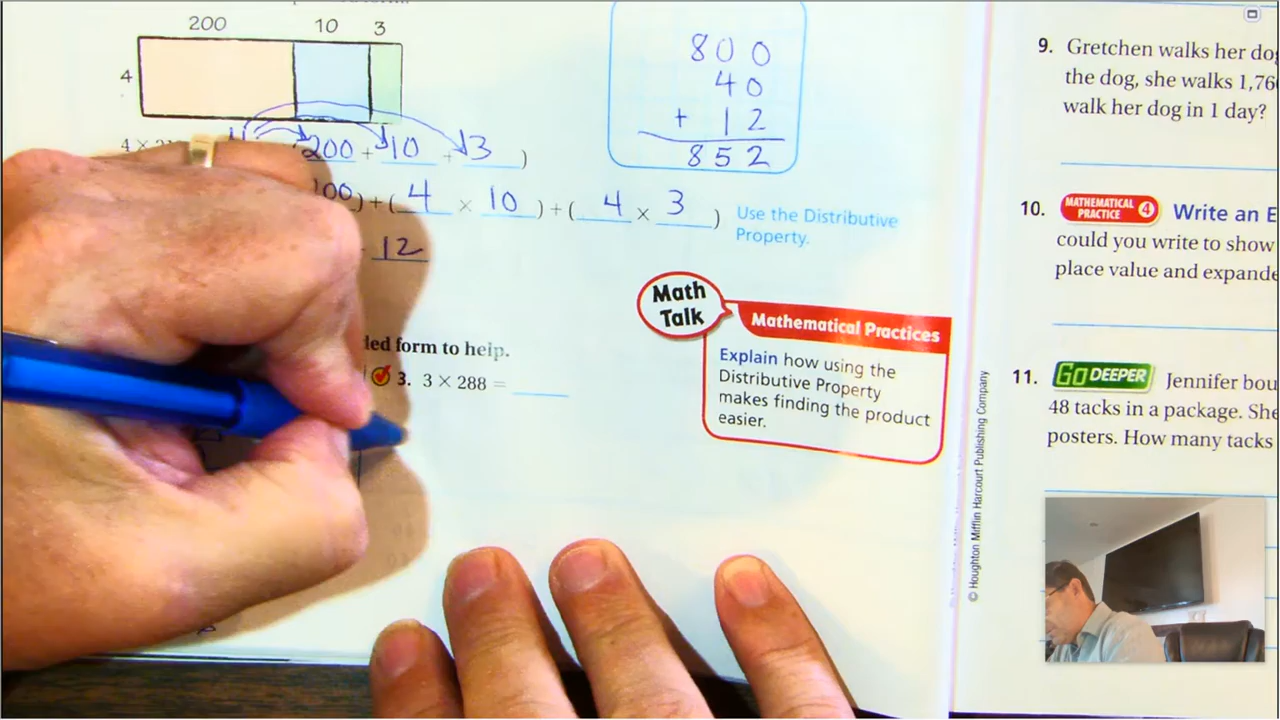 200 10 3
4
200 + 10 + 3 )
+ ( 4 × 10 ) + ( 4 × 3 )
Use the Distributive
Property.
12
800
40
+ 12
852
form to help.
3. 3 × 288 =
Math
Talk
Mathematical Practices
Explain how using the
Distributive Property
makes finding the product
easier.
© Houghton Mifflin Harcourt Publishing Company
9. Gretchen walks her dog
the dog, she walks 1,76
walk her dog in 1 day?
10. MATHEMATICAL
PRACTICE 4 Write an E
could you write to show
place value and expande
11. Go DEEPER Jennifer bou
48 tacks in a package. She
posters. How many tacks